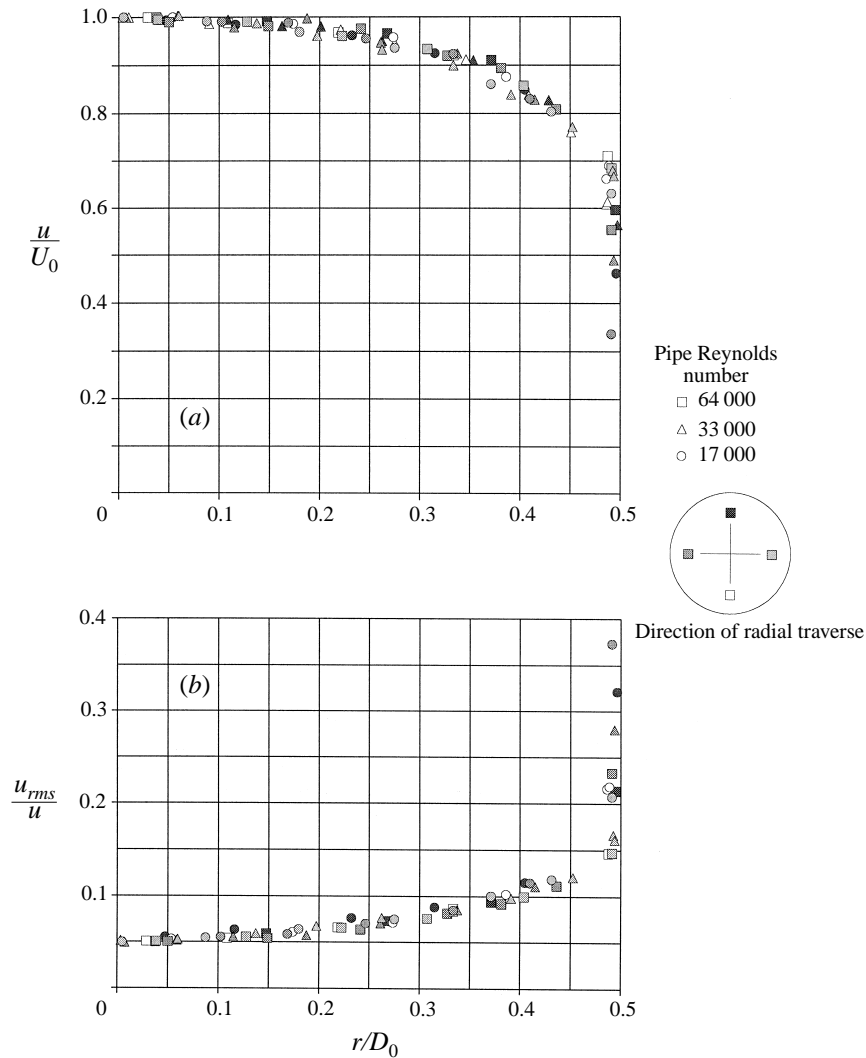 1.0
0.8
0.6
0.4
0.2
u
U0
(a)
0 0.1 0.2 0.3 0.4 0.5
Pipe Reynolds
number
64 000
33 000
17 000
Direction of radial traverse
0.4
0.3
0.2
0.1
urms
u
(b)
0 0.1 0.2 0.3 0.4 0.5
r/D0